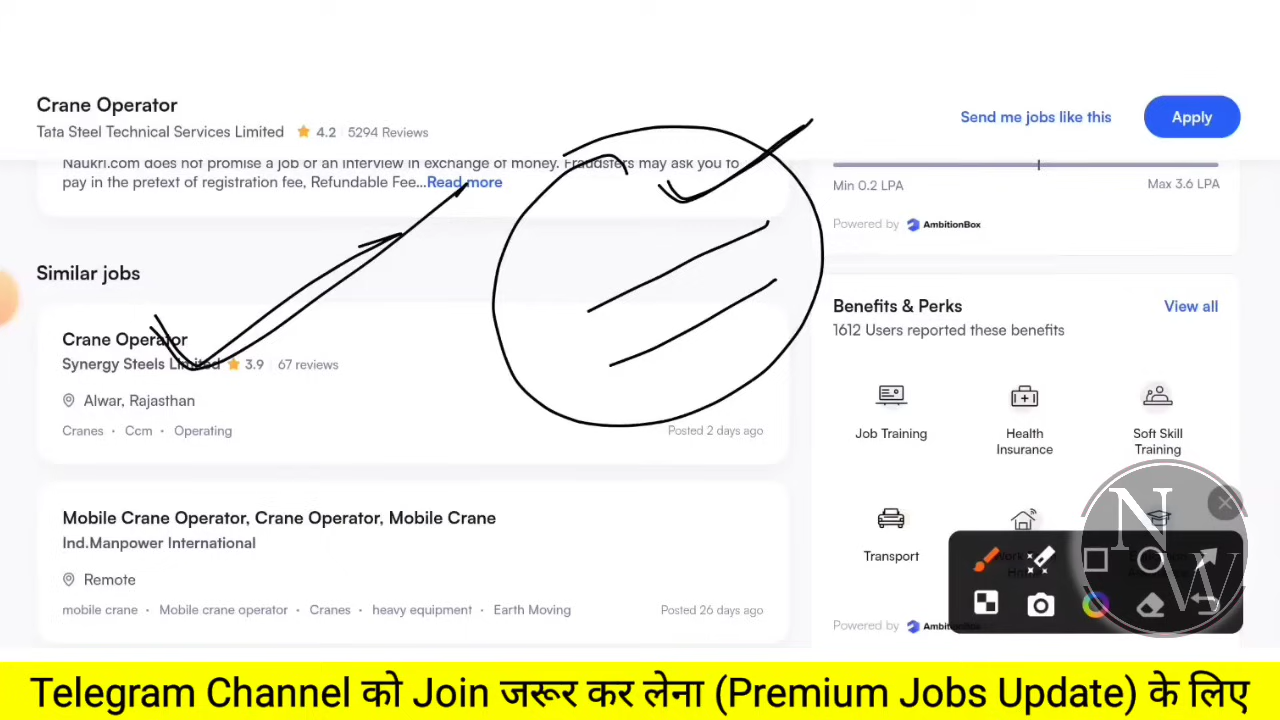 Crane Operator
Tata Steel Technical Services Limited 4.2 5294 Reviews
Send me jobs like this
Apply
Naukri.com does not promise a job or an interview in exchange of money. Fraudsters may ask you to
pay in the pretext of registration fee, Refundable Fee...Read more
Min 0.2 LPA
Max 3.6 LPA
Powered by AmbitionBox
Similar jobs
Crane Operator
Synergy Steels Limited 3.9 67 reviews
Alwar, Rajasthan
Cranes · Ccm · Operating
Posted 2 days ago
Mobile Crane Operator, Crane Operator, Mobile Crane
Ind.Manpower International
Remote
mobile crane · Mobile crane operator · Cranes · heavy equipment · Earth Moving
Posted 26 days ago
Benefits & Perks
View all
1612 Users reported these benefits
Job Training
Health
Insurance
Soft Skill
Training
Transport
Powered by
NW
Telegram Channel को Join जरूर कर लेना (Premium Jobs Update) के लिए